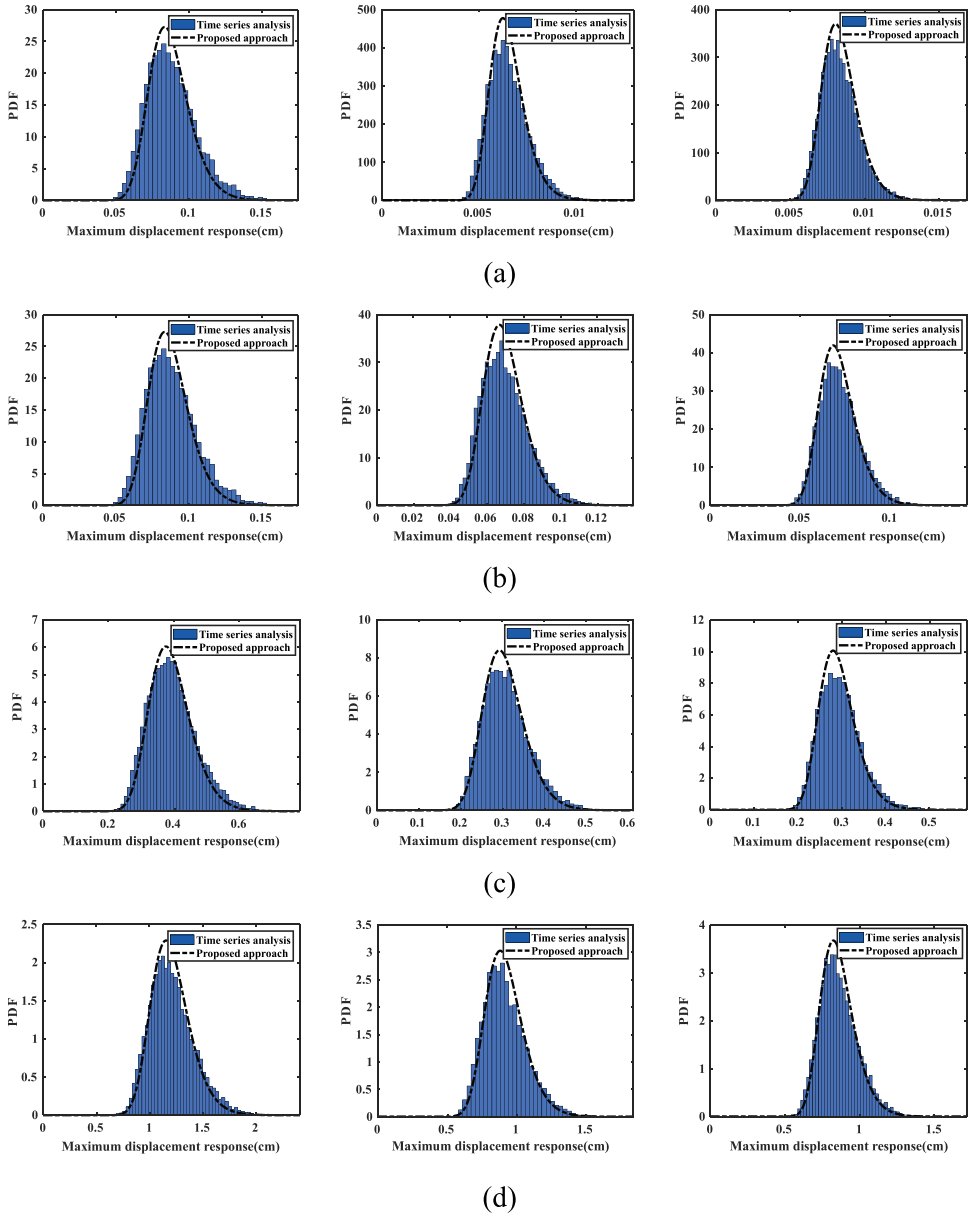 30
25
20
15
10
5
0
PDF
Time series analysis
Proposed approach
0 0.05 0.1 0.15
Maximum displacement response(cm)
500
400
300
200
100
0
PDF
Time series analysis
Proposed approach
0 0.005 0.01
Maximum displacement response(cm)
400
300
200
400
0
PDF
Time series analysis
Proposed approach
0 0.005 0.01 0.015
Maximum displacement response(cm)
(a)
30
25
20
15
10
5
0
PDF
Time series analysis
Proposed approach
0 0.05 0.1 0.15
Maximum displacement response(cm)
40
30
20
10
0
PDF
Time series analysis
Proposed approach
0 0.02 0.04 0.06 0.08 0.1 0.12
Maximum displacement response(cm)
50
40
30
20
10
0
PDF
Time series analysis
Proposed approach
0 0.05 0.1
Maximum displacement response(cm)
(b)
7
6
5
4
3
2
1
0
PDF
Time series analysis
Proposed approach
0 0.2 0.4 0.6
Maximum displacement response(cm)
10
8
6
4
2
0
PDF
Time series analysis
Proposed approach
0 0.1 0.2 0.3 0.4 0.5 0.6
Maximum displacement response(cm)
12
10
8
6
4
2
0
PDF
Time series analysis
Proposed approach
0 0.1 0.2 0.3 0.4 0.5
Maximum displacement response(cm)
(c)
2.5
2
1.5
1
0.5
0
PDF
Time series analysis
Proposed approach
0 0.5 1 1.5 2
Maximum displacement response(cm)
3.5
3
2.5
2
1.5
1
0.5
0
PDF
Time series analysis
Proposed approach
0 0.5 1 1.5
Maximum displacement response(cm)
4
3
2
1
0
PDF
Time series analysis
Proposed approach
0 0.5 1 1.5
Maximum displacement response(cm)
(d)